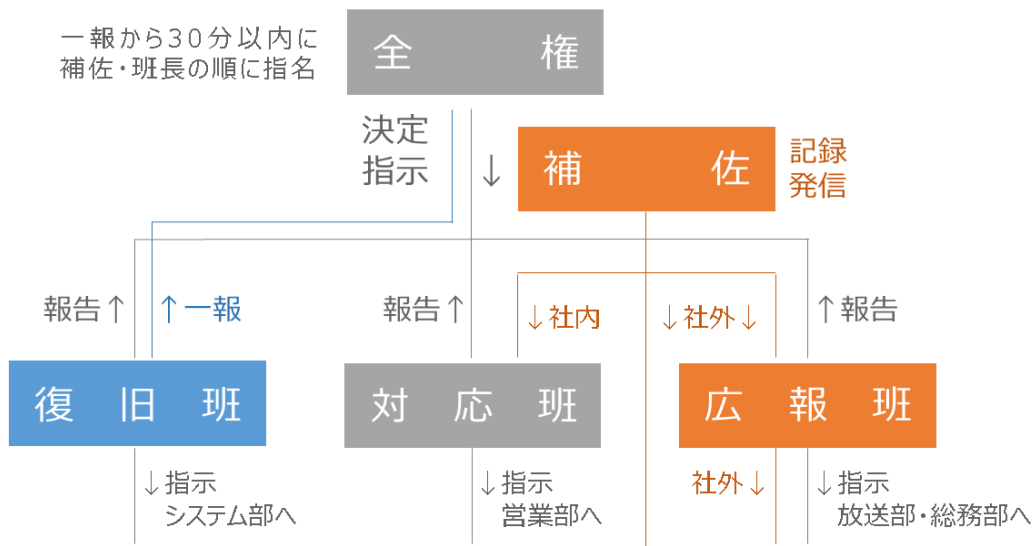 一報から30分以内に
補佐・班長の順に指名
全権
決定
指示
↓
補佐
記録
発信
報告↑
↑一報
報告↑
↓社内
↓社外↓
↑報告
復旧班
対応班
広報班
↓指示
システム部へ
↓指示
営業部へ
社外↓
↓指示
放送部・総務部へ